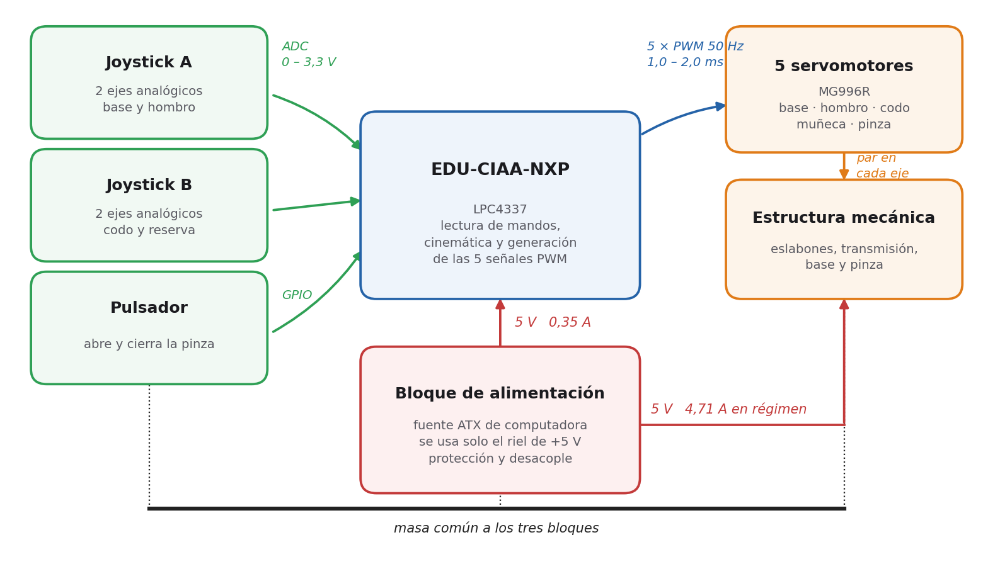 Joystick A
2 ejes analógicos
base y hombro
ADC
0 – 3,3 V
Joystick B
2 ejes analógicos
codo y reserva
Pulsador
abre y cierra la pinza
GPIO
EDU-CIAA-NXP
LPC4337
lectura de mandos,
cinemática y generación
de las 5 señales PWM
5 × PWM 50 Hz
1,0 – 2,0 ms
5 servomotores
MG996R
base · hombro · codo
muñeca · pinza
par en
cada eje
Estructura mecánica
eslabones, transmisión,
base y pinza
5 V   0,35 A
Bloque de alimentación
fuente ATX de computadora
se usa solo el riel de +5 V
protección y desacople
5 V   4,71 A en régimen
masa común a los tres bloques